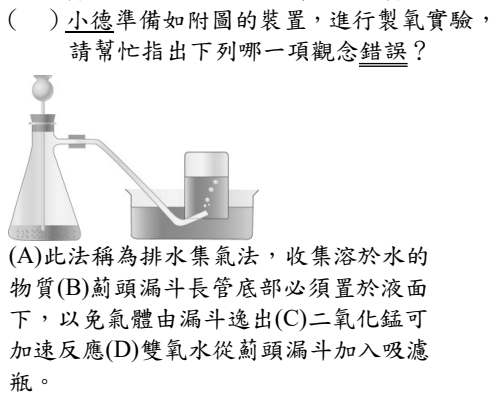 (　)小德準備如附圖的裝置，進行製氧實驗，
請幫忙指出下列哪一項觀念錯誤？
(A)此法稱為排水集氣法，收集溶於水的
物質(B)薊頭漏斗長管底部必須置於液面
下，以免氣體由漏斗逸出(C)二氧化錳可
加速反應(D)雙氧水從薊頭漏斗加入吸濾
瓶。